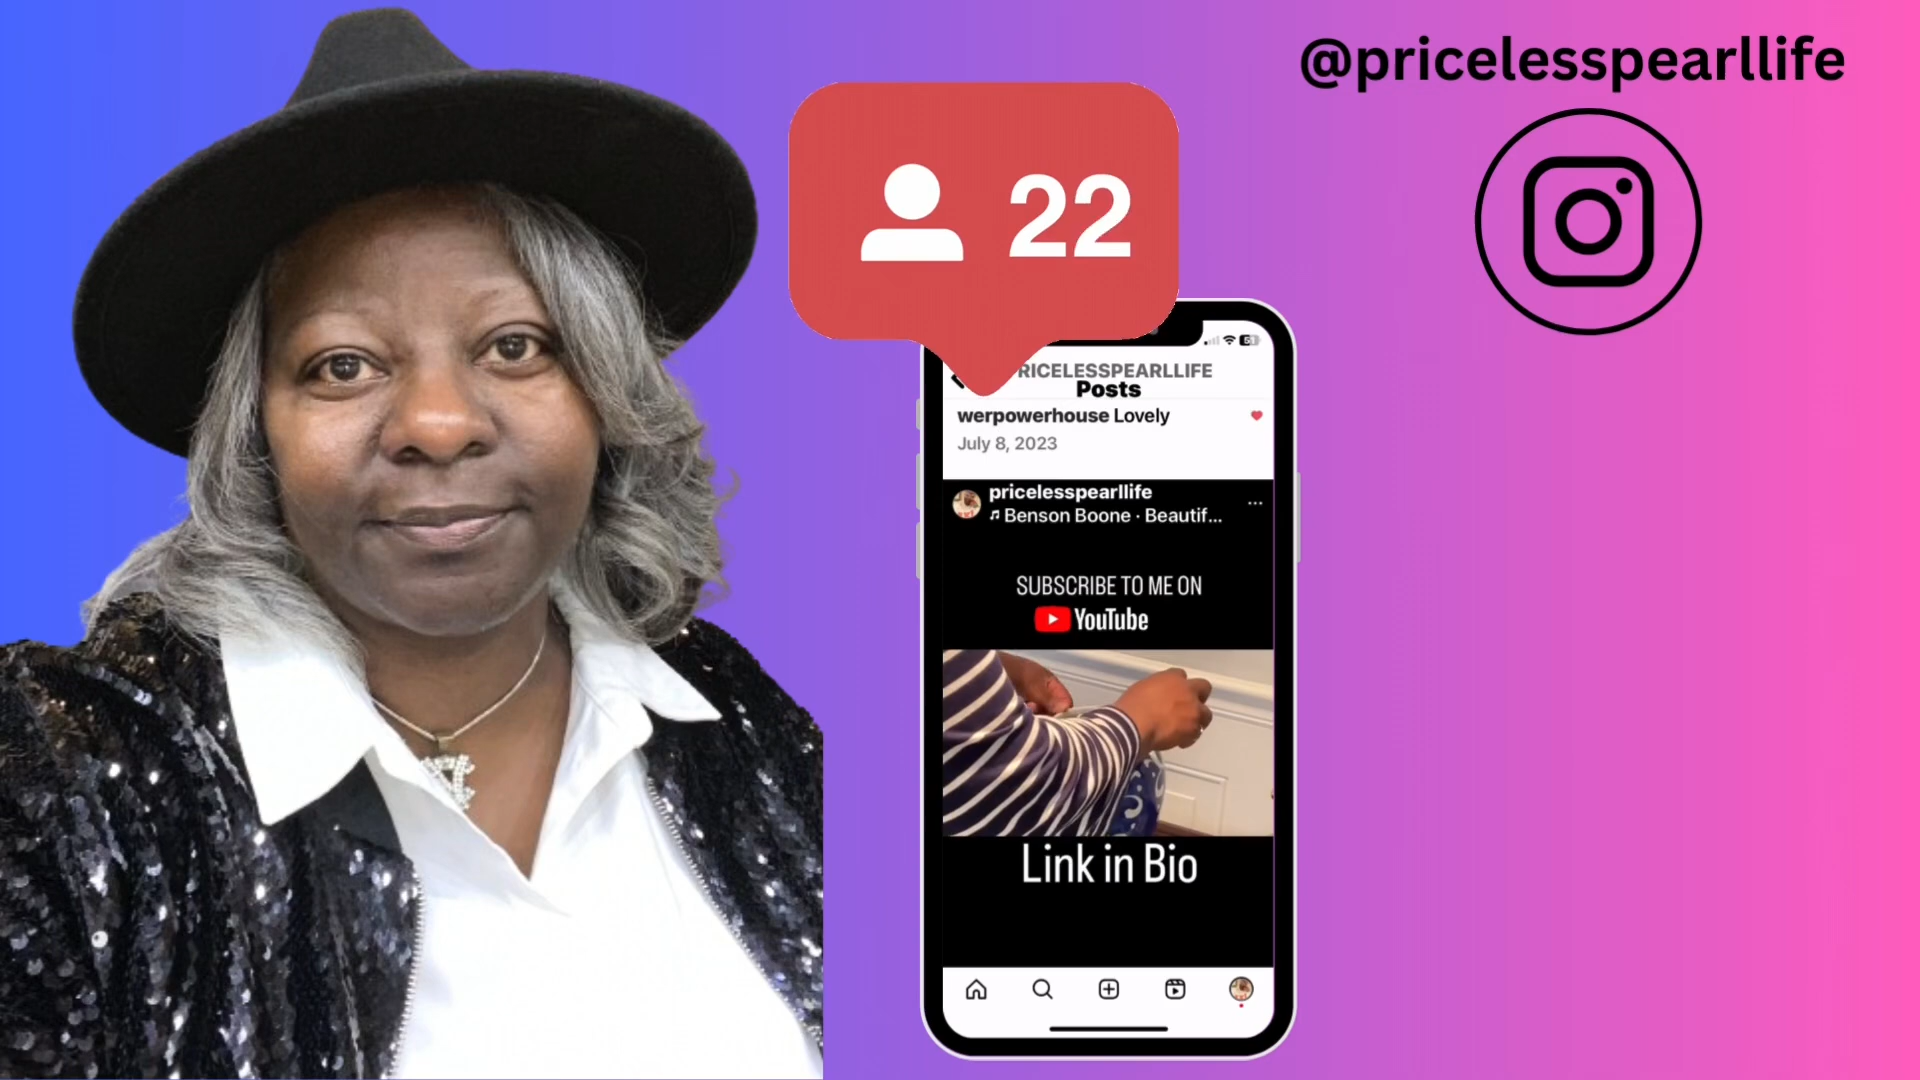 @pricelesspearllife
22
RICELESSPEARLLIFE
Posts
werpowerhouse Lovely
July 8, 2023
pricelesspearllife
Benson Boone · Beautif...
SUBSCRIBE TO ME ON
YouTube
Link in Bio